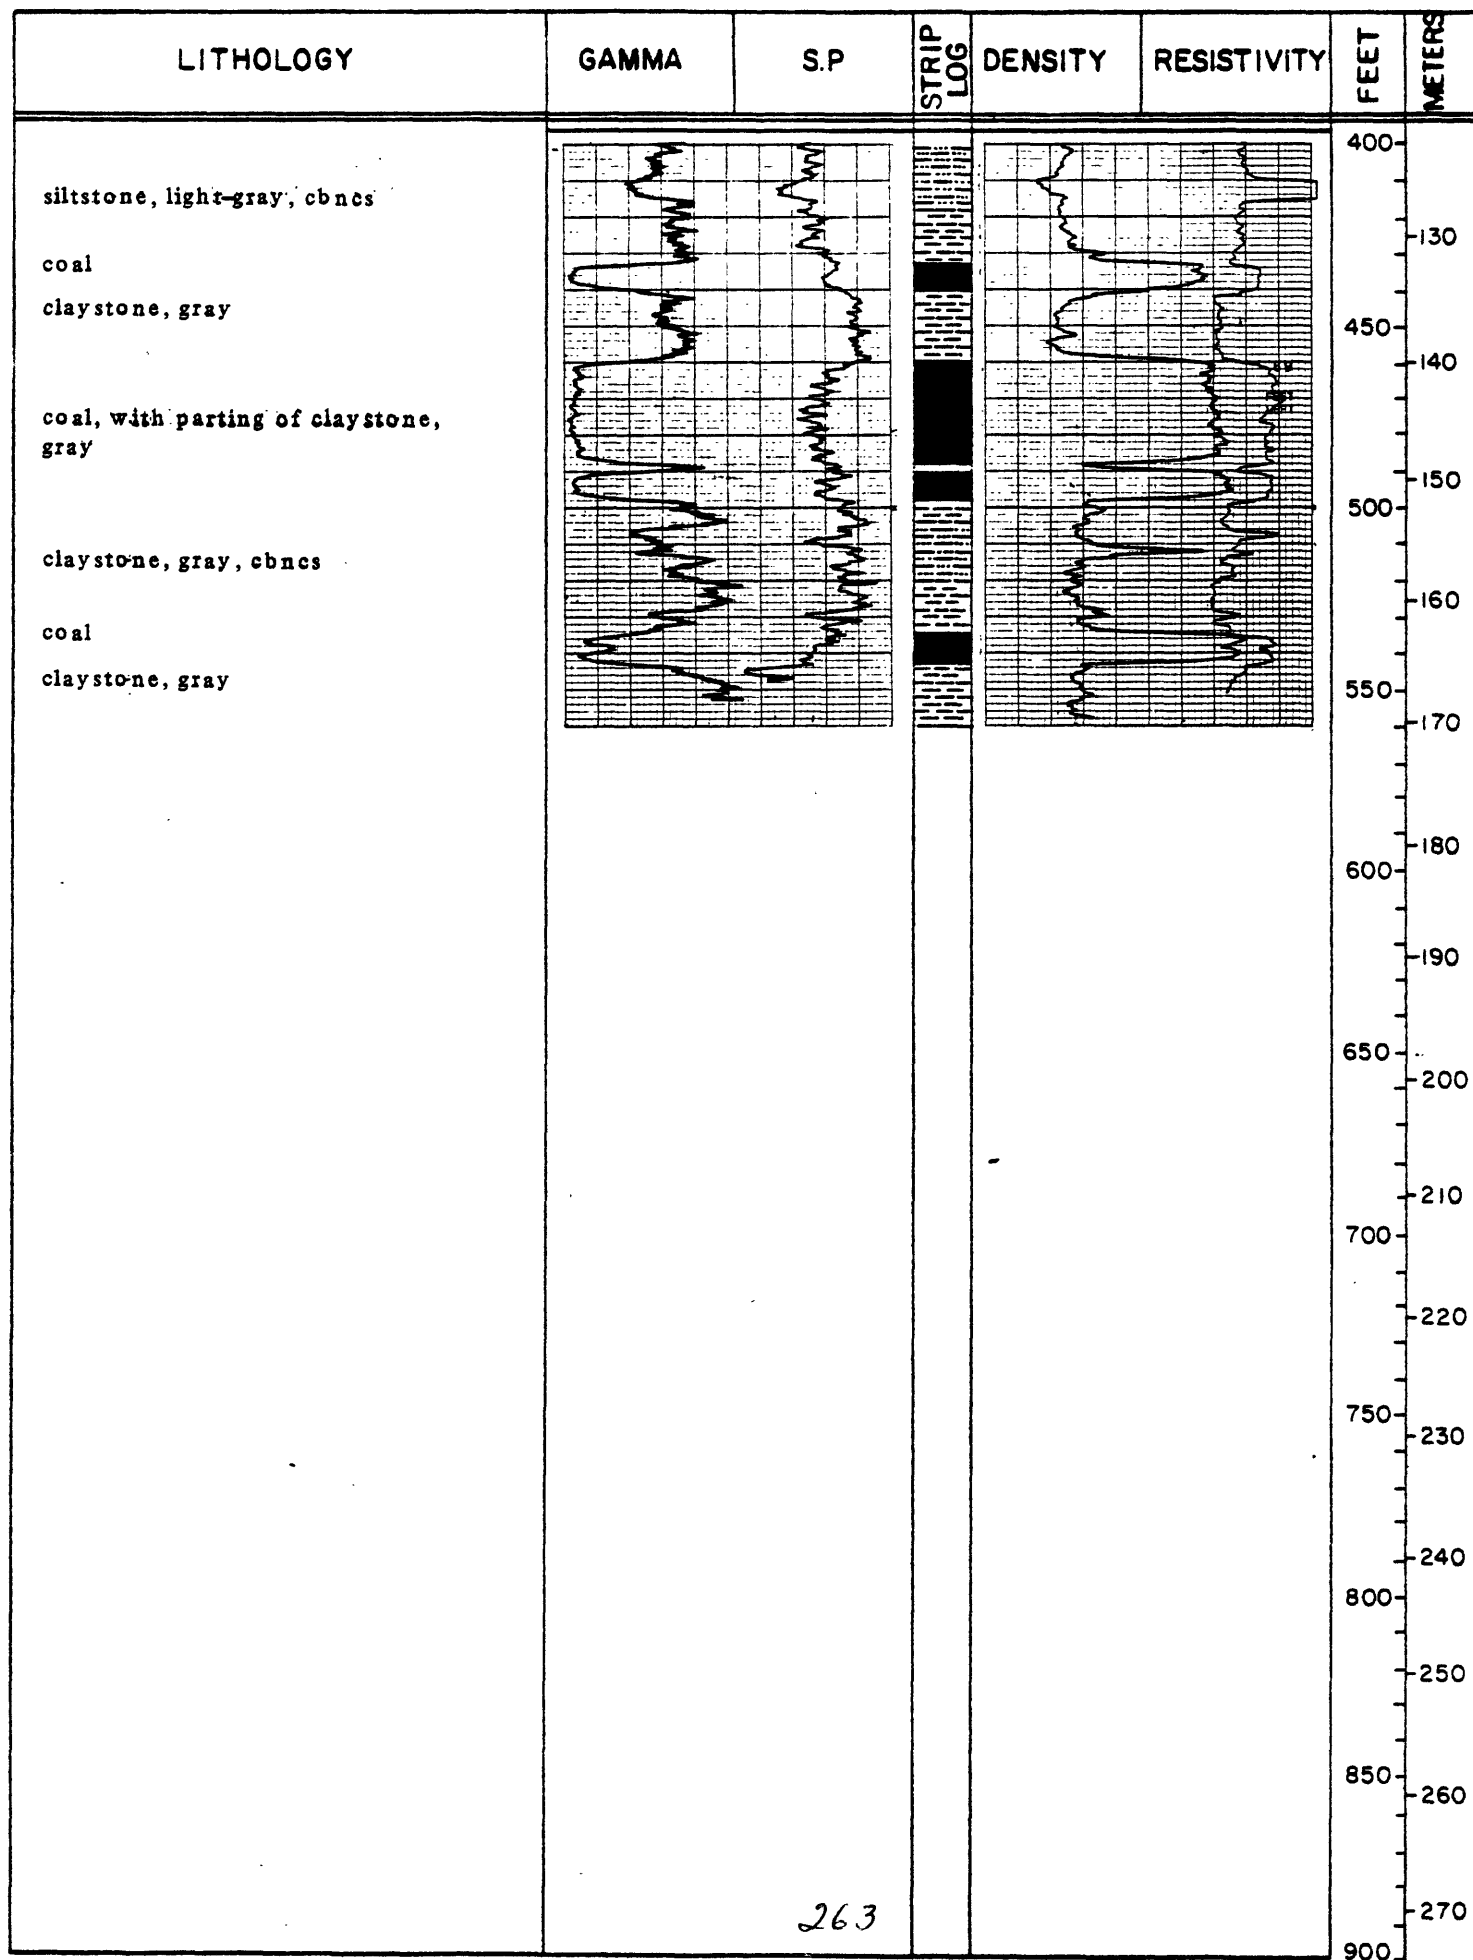 LITHOLOGY
GAMMA
S.P
STRIP LOG
DENSITY
RESISTIVITY
FEET
METERS
siltstone, light-gray, cbncs
coal
claystone, gray
coal, with parting of claystone,
gray
claystone, gray, cbncs
coal
claystone, gray
400
450
500
550
600
650
700
750
800
850
900
130
140
150
160
170
180
190
200
210
220
230
240
250
260
270
263